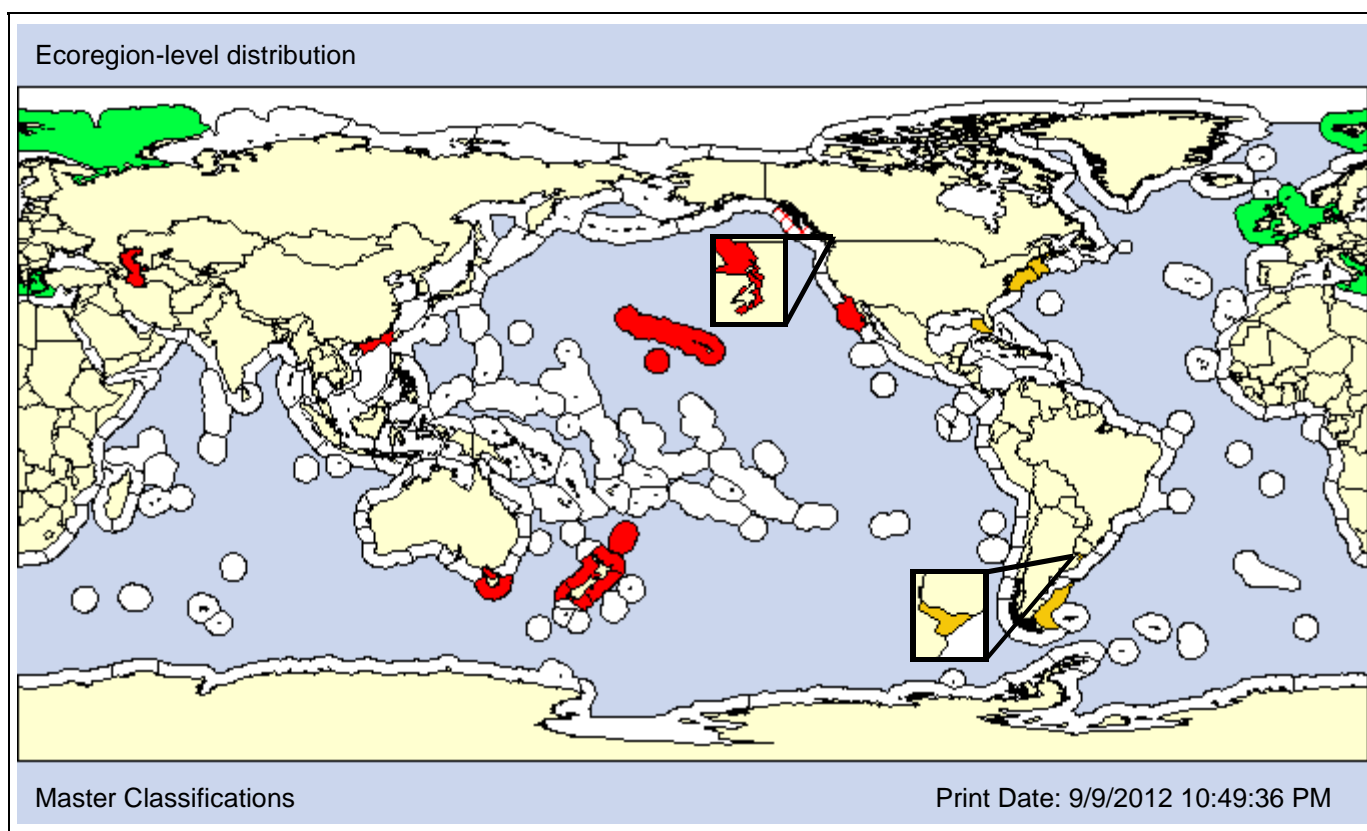 Ecoregion-level distribution
Master Classifications
Print Date: 9/9/2012 10:49:36 PM